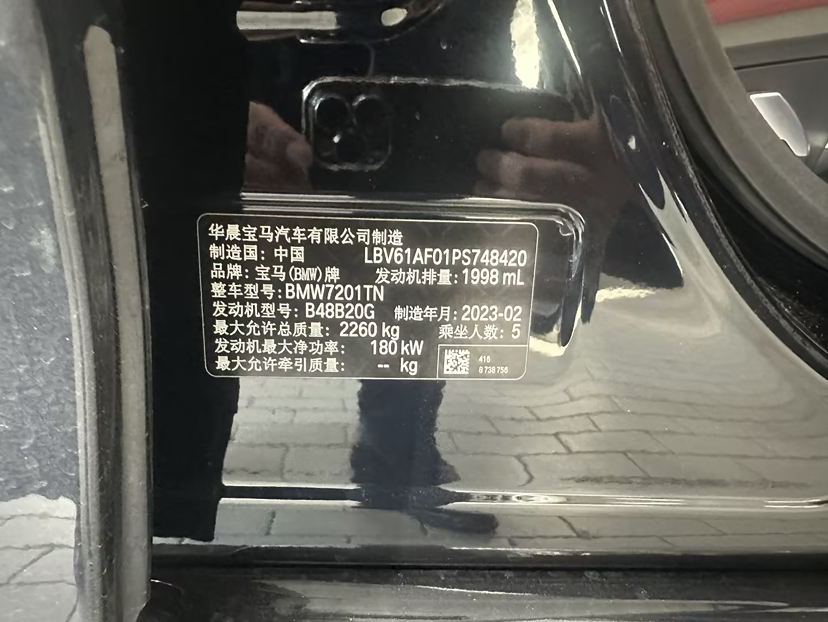 华晨宝马汽车有限公司制造
制造国: 中国 LBV61AF01PS748420
品牌: 宝马(BMW)牌 发动机排量: 1998 mL
整车型号: BMW7201TN
发动机型号: B48B20G 制造年月: 2023-02
最大允许总质量: 2260 kg 乘坐人数: 5
发动机最大净功率: 180 kW
最大允许牵引质量: -- kg
416
8 738 756